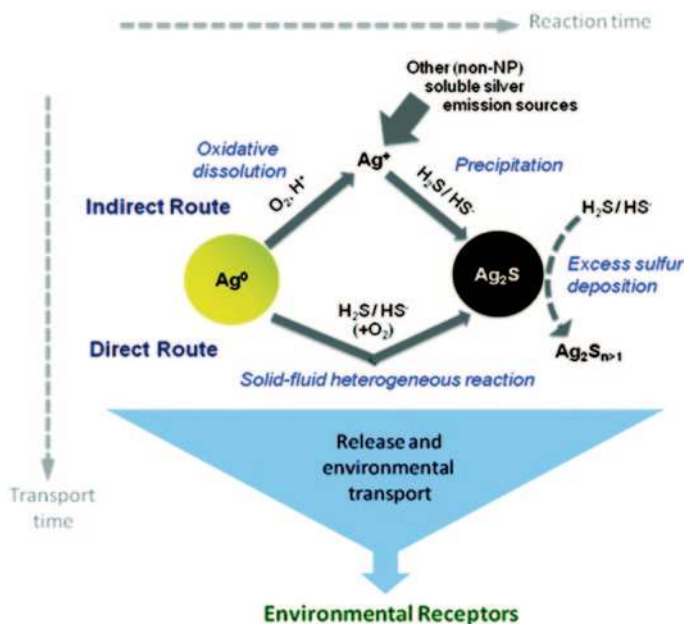 Reaction time
Other (non-NP)
soluble silver
emission sources
Oxidative
dissolution
Ag⁺
Precipitation
O₂, H⁺
H₂S/HS⁻
H₂S/HS⁻
Indirect Route
Ag⁰
Ag₂S
Excess sulfur
deposition
H₂S/HS⁻
(+O₂)
Direct Route
Ag₂Sₙ>₁
Solid-fluid heterogeneous reaction
Release and
environmental
transport
Transport
time
Environmental Receptors